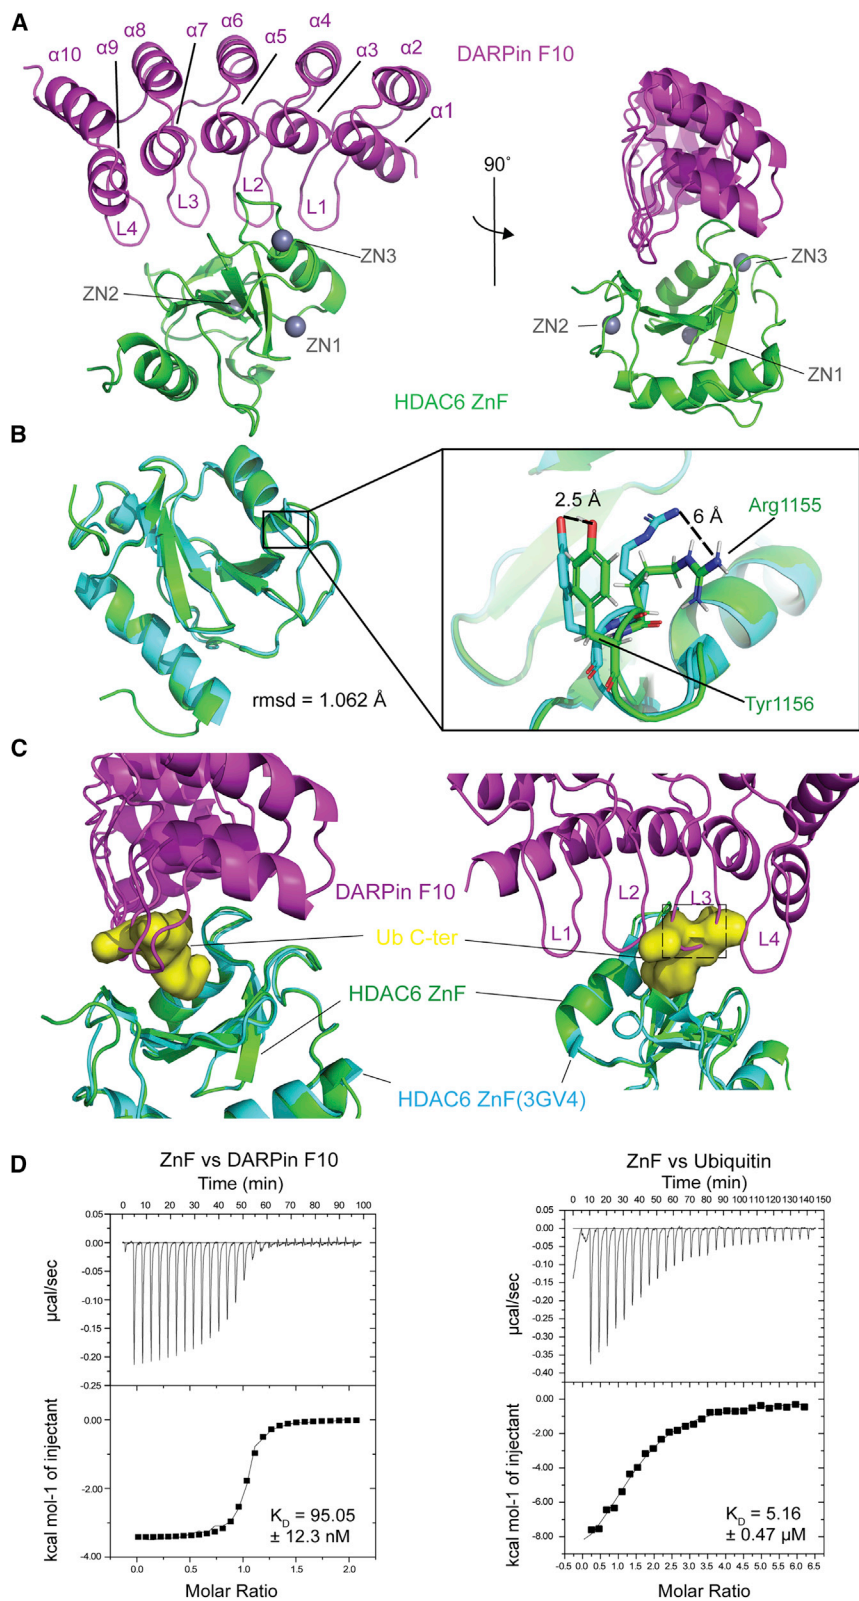 A
α10
α9
α8
α7
α6
α5
α4
α3
α2
α1
DARPin F10
L4
L3
L2
L1
ZN3
ZN2
ZN1
HDAC6 ZnF
90°
ZN3
ZN2
ZN1
B
rmsd = 1.062 Å
2.5 Å
6 Å
Arg1155
Tyr1156
C
DARPin F10
Ub C-ter
HDAC6 ZnF
HDAC6 ZnF(3GV4)
L1
L2
L3
L4
D
ZnF vs DARPin F10
Time (min)
0 10 20 30 40 50 60 70 80 90 100
0.05
0.00
-0.05
-0.10
-0.15
-0.20
-0.25
µcal/sec
0.00
-2.00
-4.00
kcal mol-1 of injectant
K_D = 95.05
± 12.3 nM
0.0 0.5 1.0 1.5 2.0
Molar Ratio
ZnF vs Ubiquitin
Time (min)
0 10 20 30 40 50 60 70 80 90 100 110 120 130 140 150
0.05
0.00
-0.05
-0.10
-0.15
-0.20
-0.25
-0.30
-0.35
-0.40
µcal/sec
0.00
-2.00
-4.00
-6.00
-8.00
kcal mol-1 of injectant
K_D = 5.16
± 0.47 µM
0.0 0.5 1.0 1.5 2.0 2.5 3.0 3.5 4.0 4.5 5.0 5.5 6.0 6.5
Molar Ratio